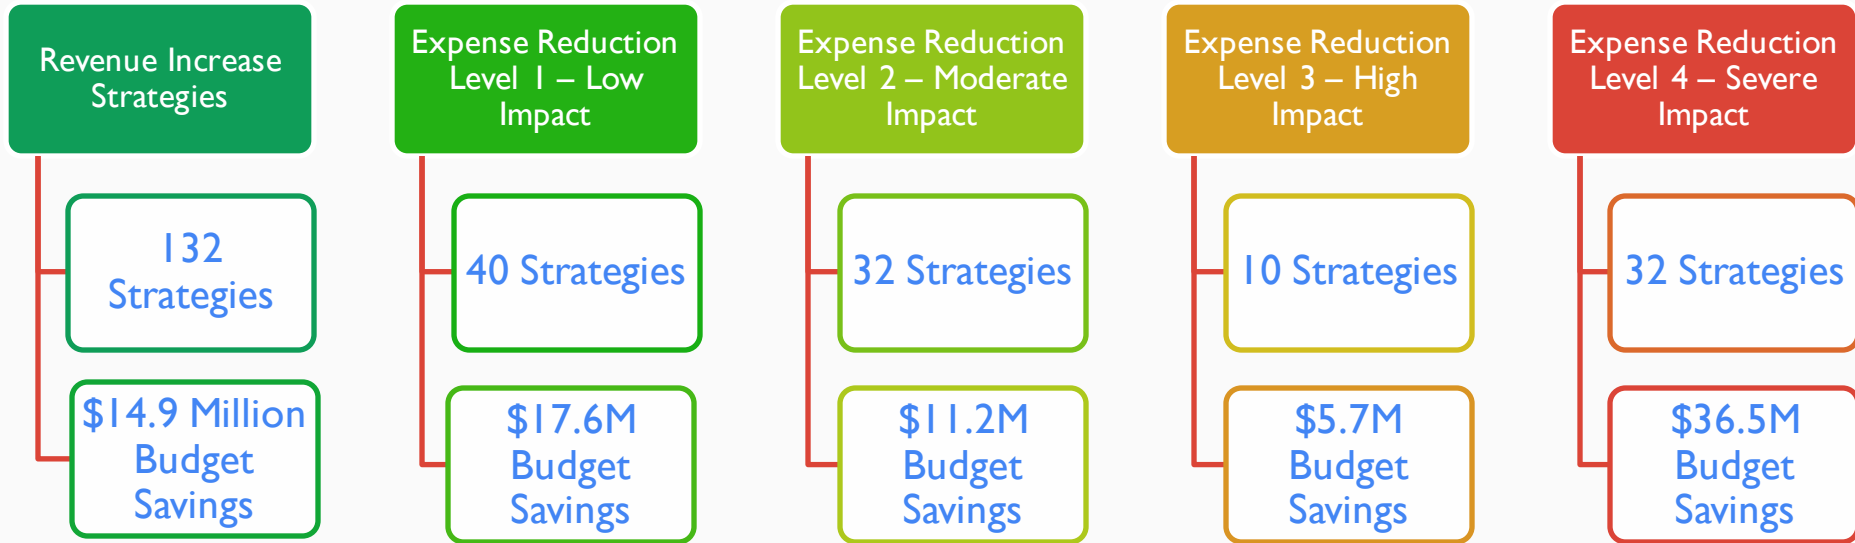 Revenue Increase
Strategies
132
Strategies
$14.9 Million
Budget
Savings
Expense Reduction
Level 1 – Low
Impact
40 Strategies
$17.6M
Budget
Savings
Expense Reduction
Level 2 – Moderate
Impact
32 Strategies
$11.2M
Budget
Savings
Expense Reduction
Level 3 – High
Impact
10 Strategies
$5.7M
Budget
Savings
Expense Reduction
Level 4 – Severe
Impact
32 Strategies
$36.5M
Budget
Savings